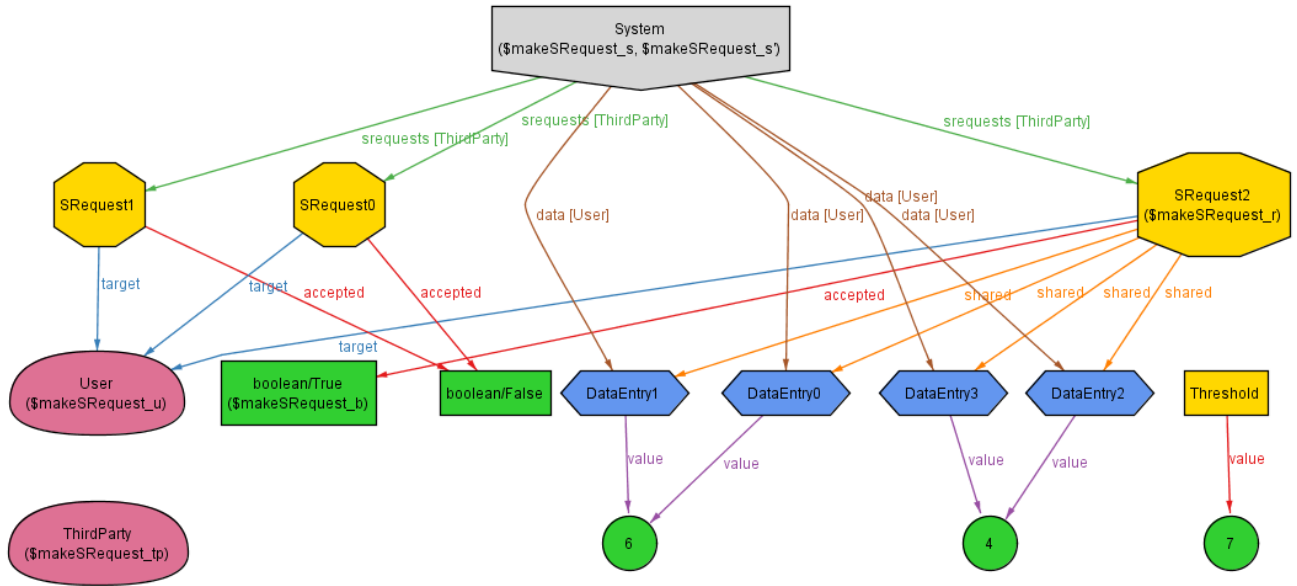 System
($makeSRequest_s, $makeSRequest_s')
srequests [ThirdParty]
srequests [ThirdParty]
srequests [ThirdParty]
SRequest1
SRequest0
SRequest2
($makeSRequest_r)
data [User]
data [User]
data [User]
data [User]
target
target
accepted
accepted
accepted
shared
shared
shared
shared
target
User
($makeSRequest_u)
boolean/True
($makeSRequest_b)
boolean/False
DataEntry1
DataEntry0
DataEntry3
DataEntry2
Threshold
value
value
value
value
value
ThirdParty
($makeSRequest_tp)
6
4
7